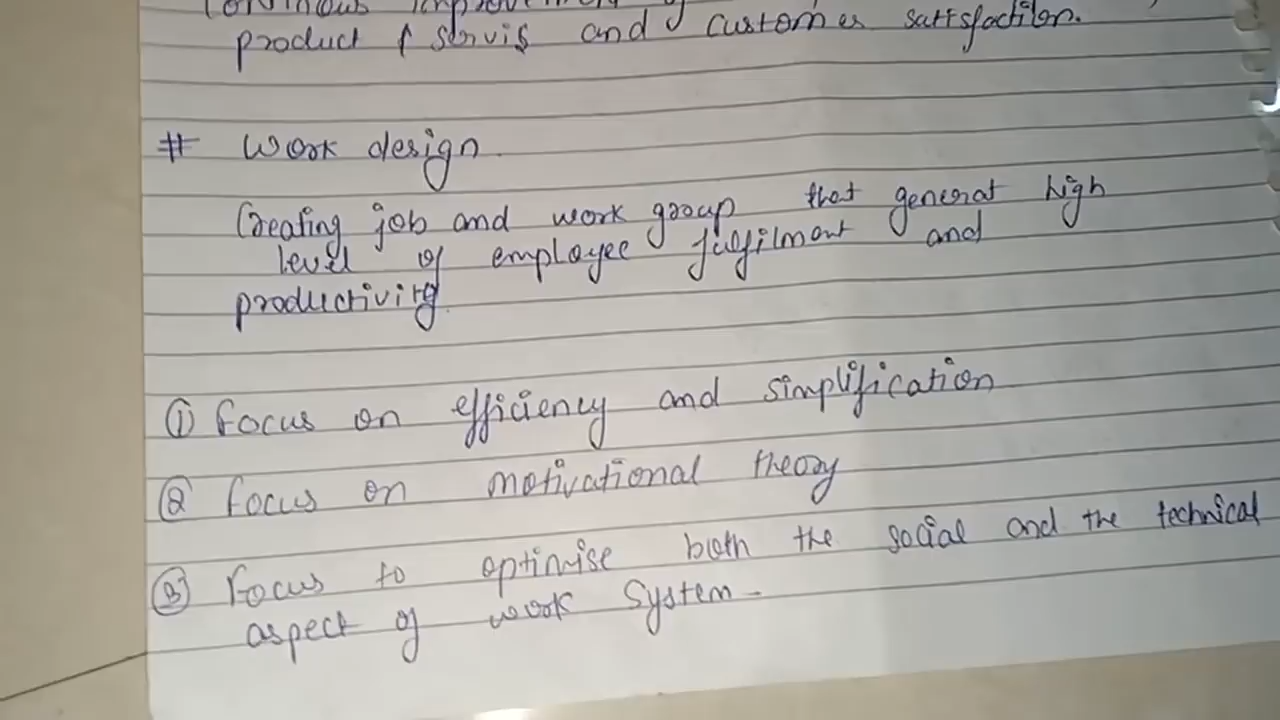 product & servis and customer satisfaction.
# Work design.
Creating job and work group that generat high
level of employee fulfilment and
productivity.
① Focus on efficiency and simplification
② Focus on motivational theory
③ Focus to optimise both the social and the technical
aspect of work system -